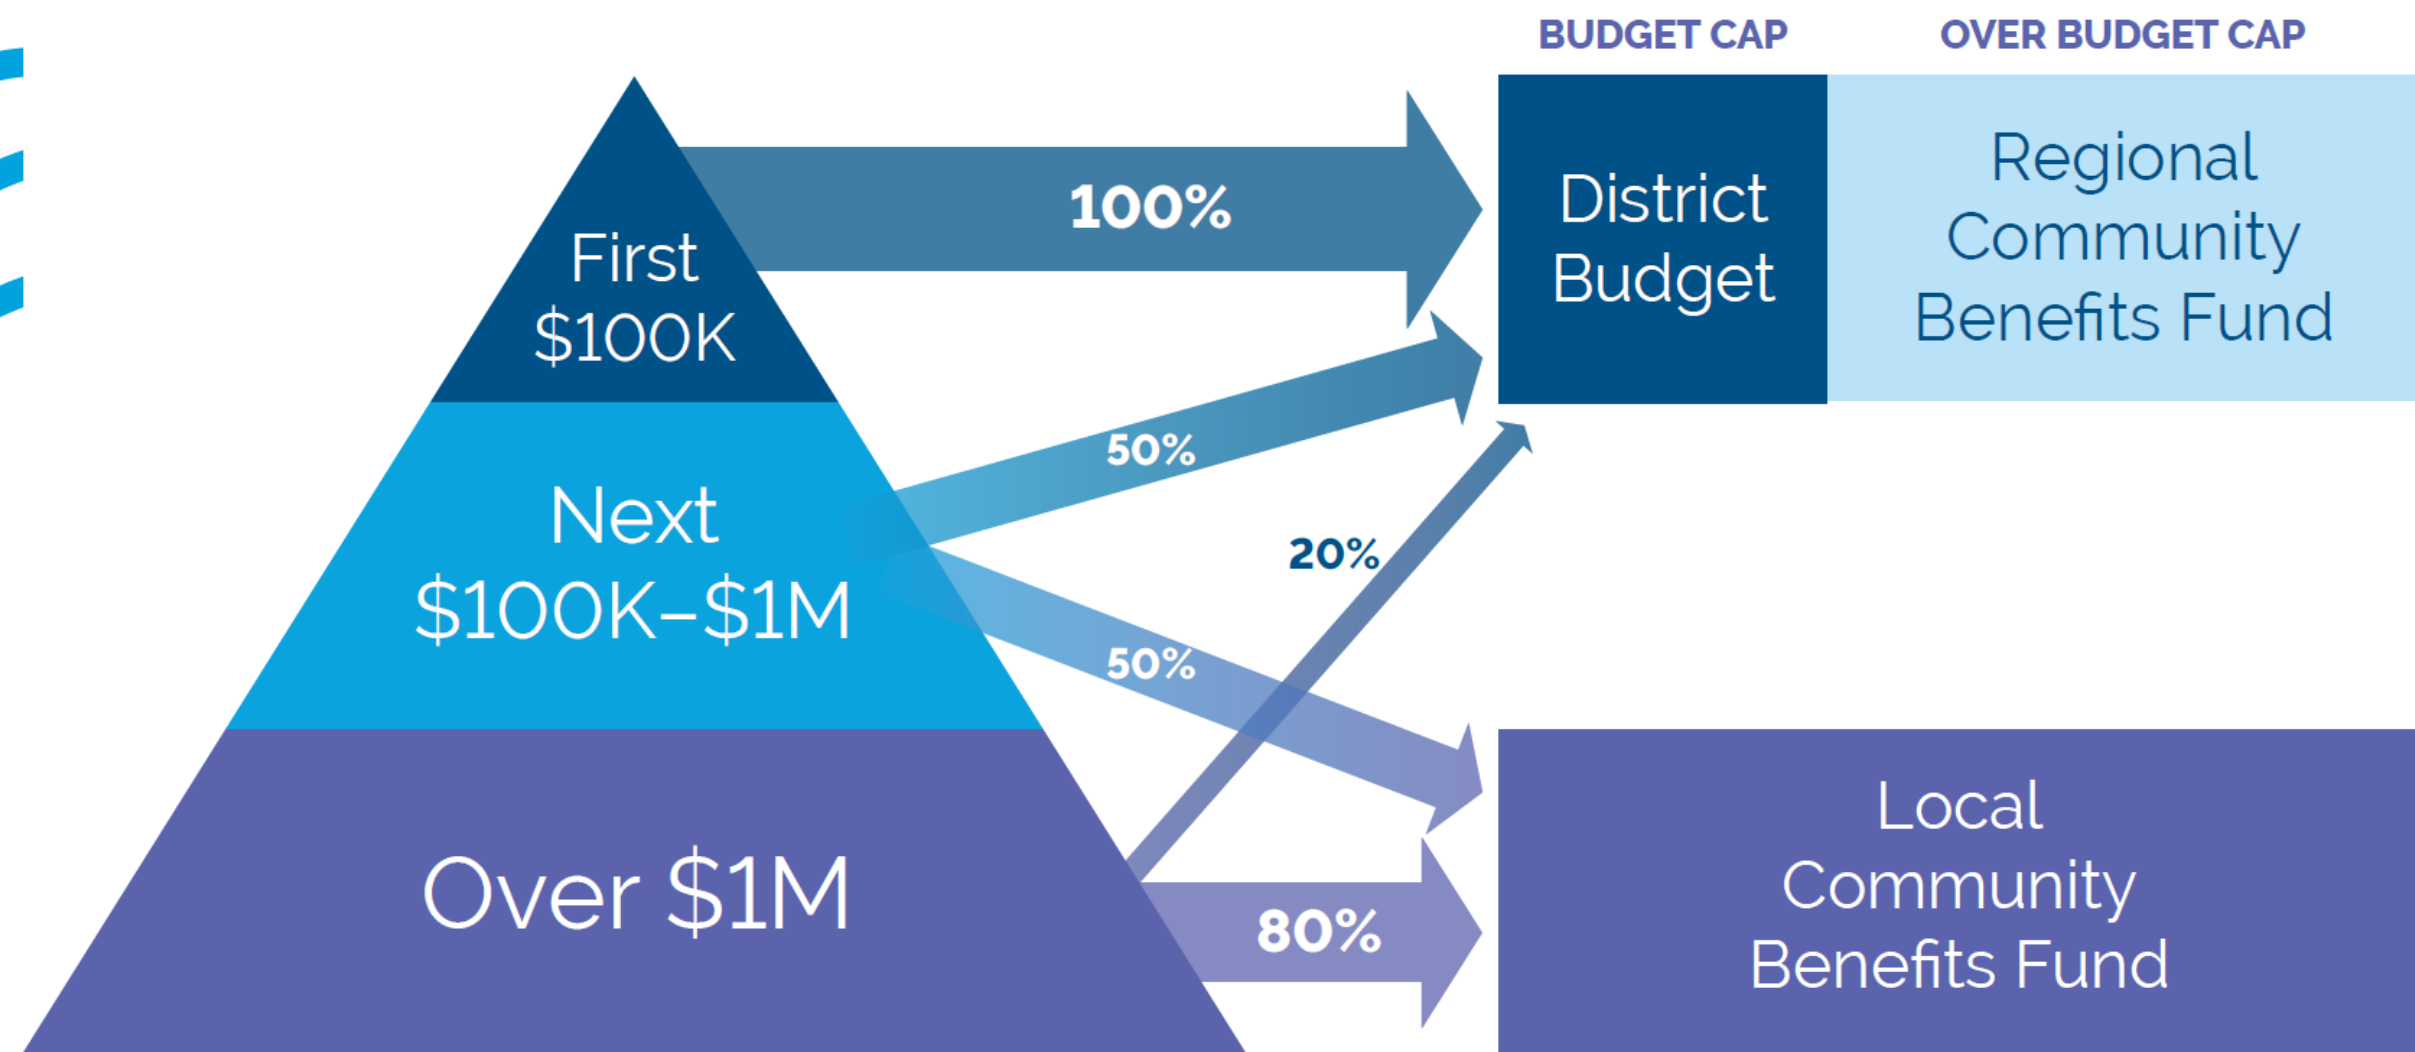 BUDGET CAP
OVER BUDGET CAP
First
$100K
100%
District
Budget
Regional
Community
Benefits Fund
Next
$100K–$1M
50%
20%
50%
Over $1M
80%
Local
Community
Benefits Fund